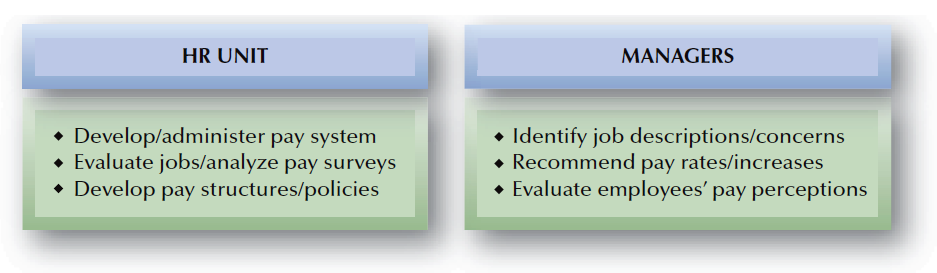 HR UNIT
◆ Develop/administer pay system
◆ Evaluate jobs/analyze pay surveys
◆ Develop pay structures/policies
MANAGERS
◆ Identify job descriptions/concerns
◆ Recommend pay rates/increases
◆ Evaluate employees’ pay perceptions